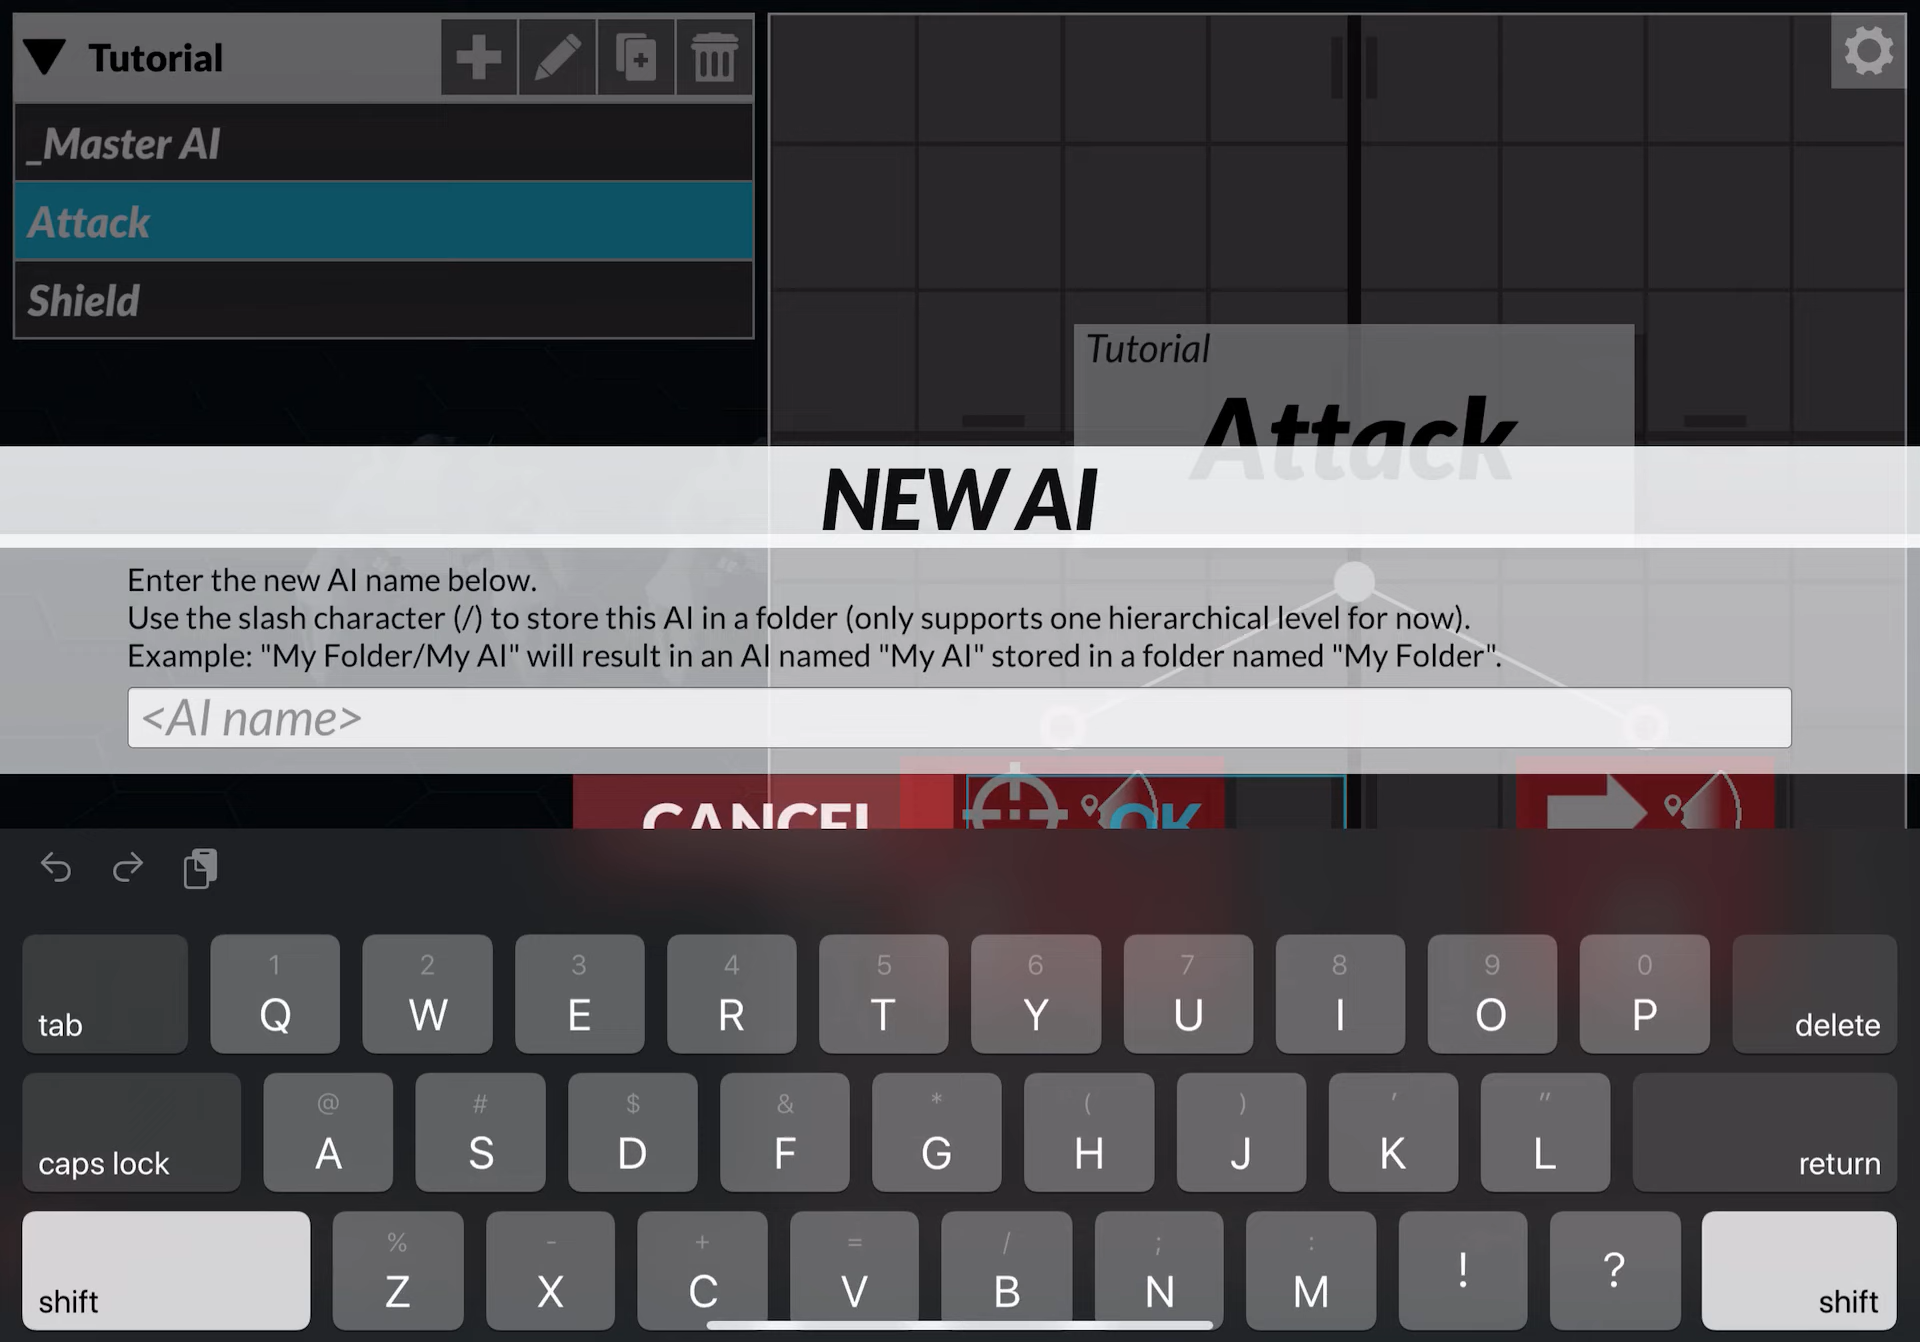 Tutorial
_Master AI
Attack
Shield
Tutorial
Attack
NEW AI
Enter the new AI name below.
Use the slash character (/) to store this AI in a folder (only supports one hierarchical level for now).
Example: "My Folder/My AI" will result in an AI named "My AI" stored in a folder named "My Folder".
<AI name>
CANCEL OK
1 2 3 4 5 6 7 8 9 0
tab Q W E R T Y U I O P delete
@ # $ & * ( ) ' "
caps lock A S D F G H J K L return
% - + = / ; :
shift Z X C V B N M ! ? shift